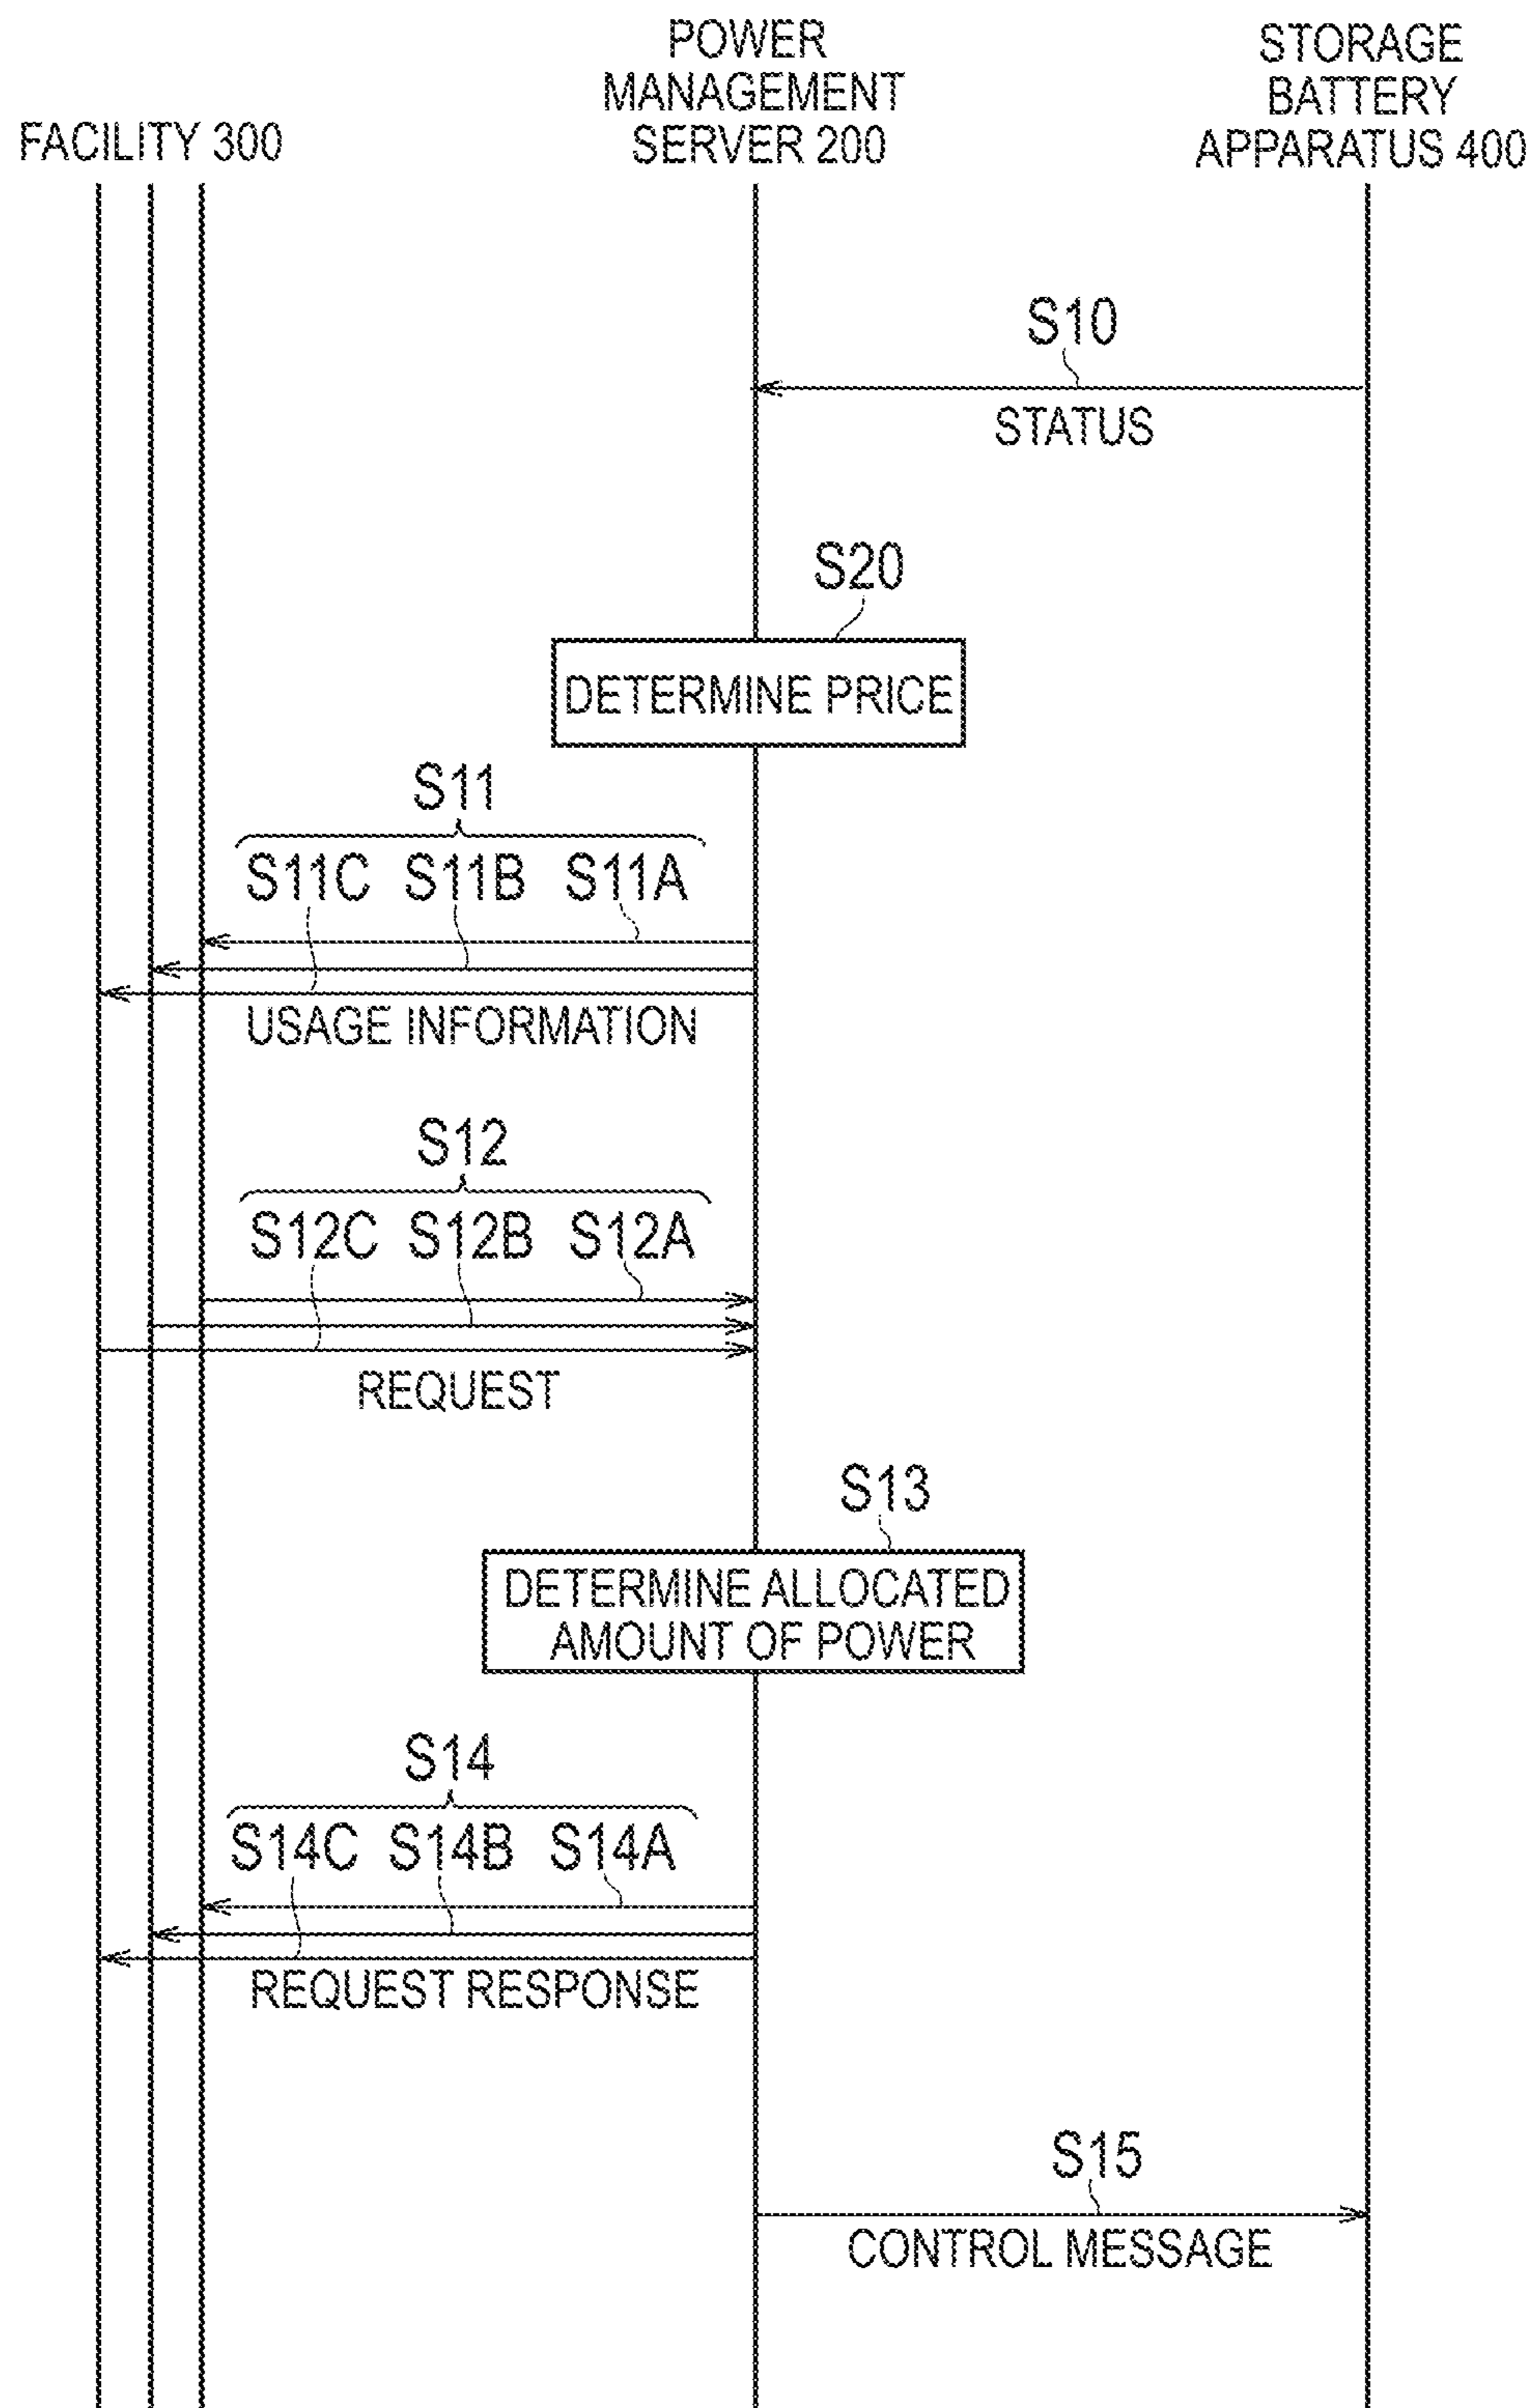 FACILITY 300
POWER
MANAGEMENT
SERVER 200
STORAGE
BATTERY
APPARATUS 400
S10
STATUS
S20
DETERMINE PRICE
S11
S11C S11B S11A
USAGE INFORMATION
S12
S12C S12B S12A
REQUEST
S13
DETERMINE ALLOCATED
AMOUNT OF POWER
S14
S14C S14B S14A
REQUEST RESPONSE
S15
CONTROL MESSAGE